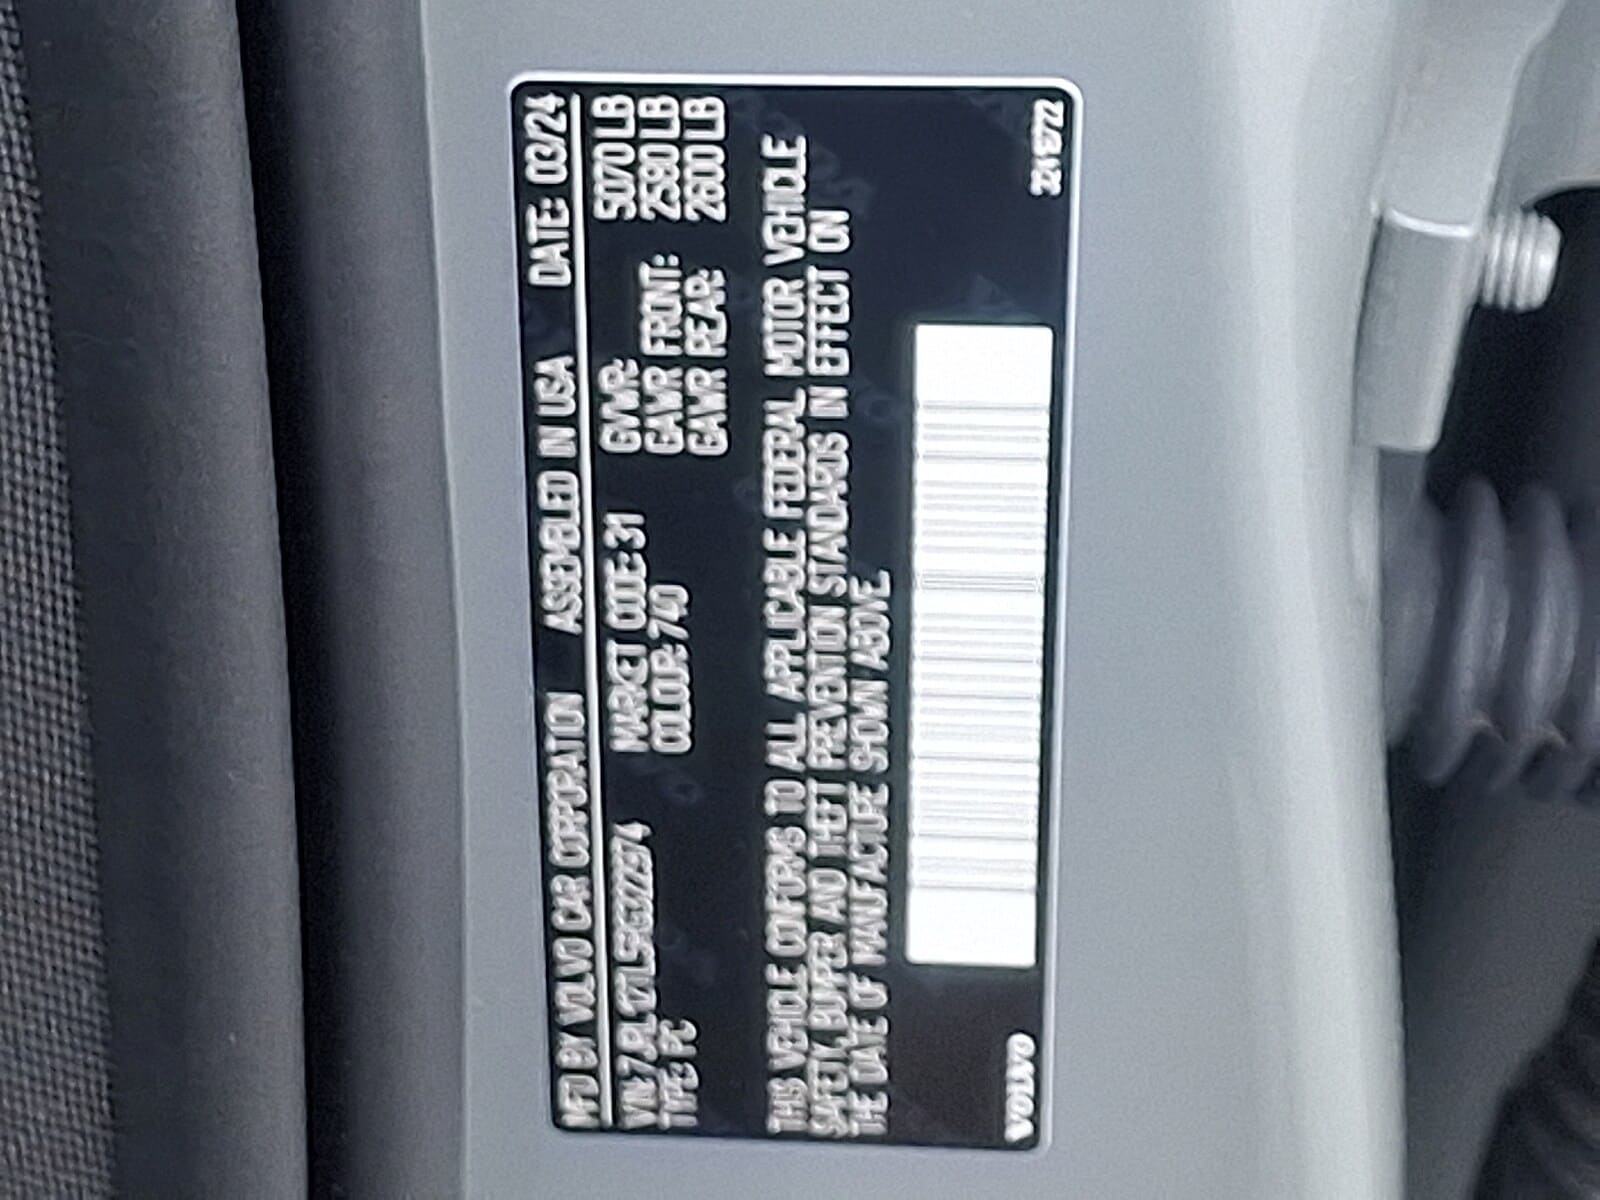 MFD BY VOLVO CAR CORPORATION ASSEMBLED IN USA DATE: 03/24
VIN:
TYPE: PC
MARKET CODE: 31
COLOUR: 740
GVWR: 5070 LB
GAWR FRONT: 2590 LB
GAWR REAR: 2600 LB
THIS VEHICLE CONFORMS TO ALL APPLICABLE FEDERAL MOTOR VEHICLE
SAFETY, BUMPER AND THEFT PREVENTION STANDARDS IN EFFECT ON
THE DATE OF MANUFACTURE SHOWN ABOVE.
VOLVO